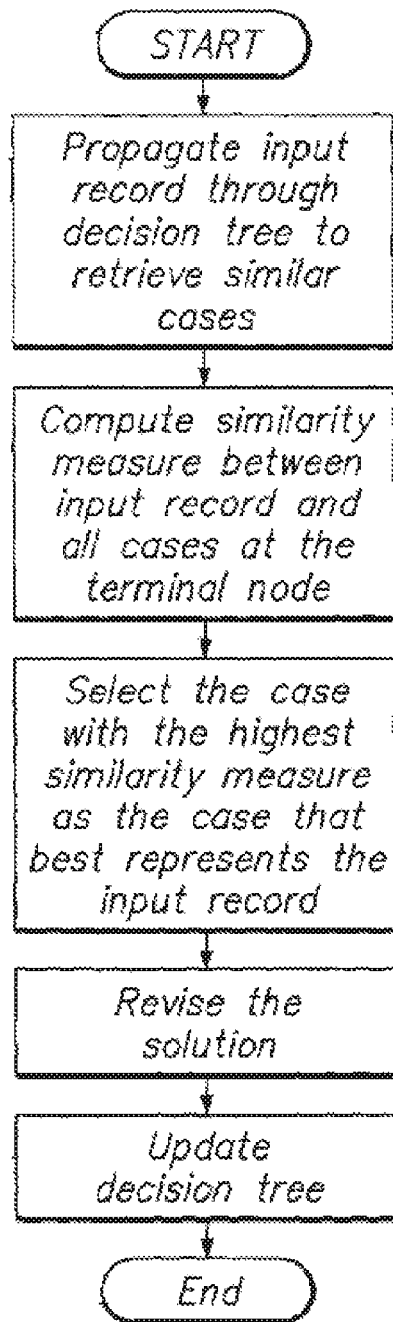 START
Propagate input
record through
decision tree to
retrieve similar
cases
Compute similarity
measure between
input record and
all cases at the
terminal node
Select the case
with the highest
similarity measure
as the case that
best represents the
input record
Revise the
solution
Update
decision tree
End